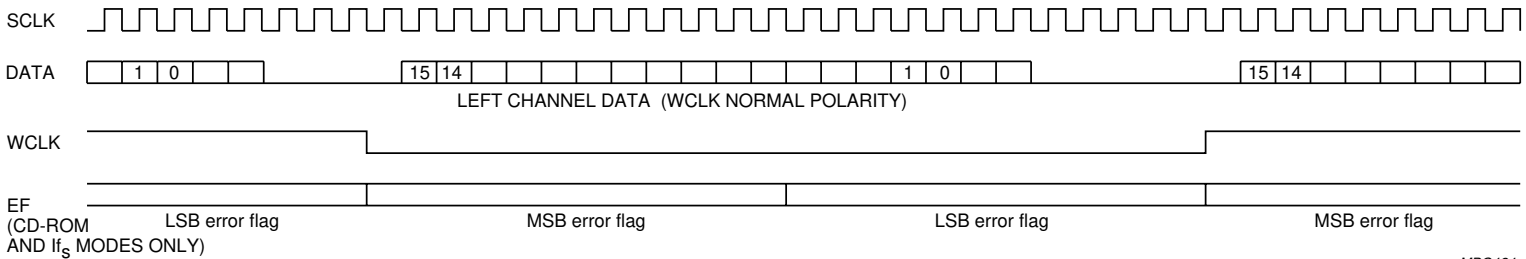 SCLK
DATA 1 0 15 14 1 0 15 14
LEFT CHANNEL DATA (WCLK NORMAL POLARITY)
WCLK
EF
(CD-ROM
AND IfS MODES ONLY)
LSB error flag MSB error flag LSB error flag MSB error flag